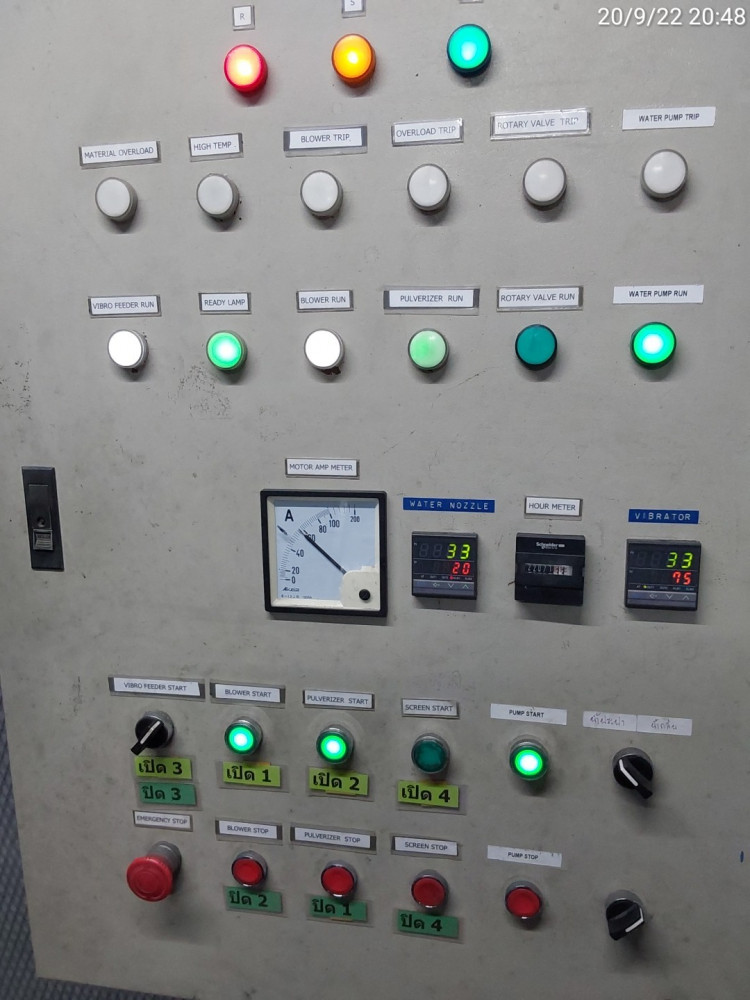 20/9/22 20:48
R
S
MATERIAL OVERLOAD
HIGH TEMP
BLOWER TRIP.
OVERLOAD TRIP
ROTARY VALVE TRIP
WATER PUMP TRIP
VIBRO FEEDER RUN
READY LAMP
BLOWER RUN
PULVERIZER RUN
ROTARY VALVE RUN
WATER PUMP RUN
MOTOR AMP METER
WATER NOZZLE
HOUR METER
VIBRATOR
A
80 100 200
60
40
20
0
33
20
Schneider
33
75
VIBRO FEEDER START
BLOWER START
PULVERIZER START
SCREEN START
PUMP START
เปิด 3
เปิด 1
เปิด 2
เปิด 4
ปิด 3
EMERGENCY STOP
BLOWER STOP
PULVERIZER STOP
SCREEN STOP
PUMP STOP
ปิด 2
ปิด 1
ปิด 4